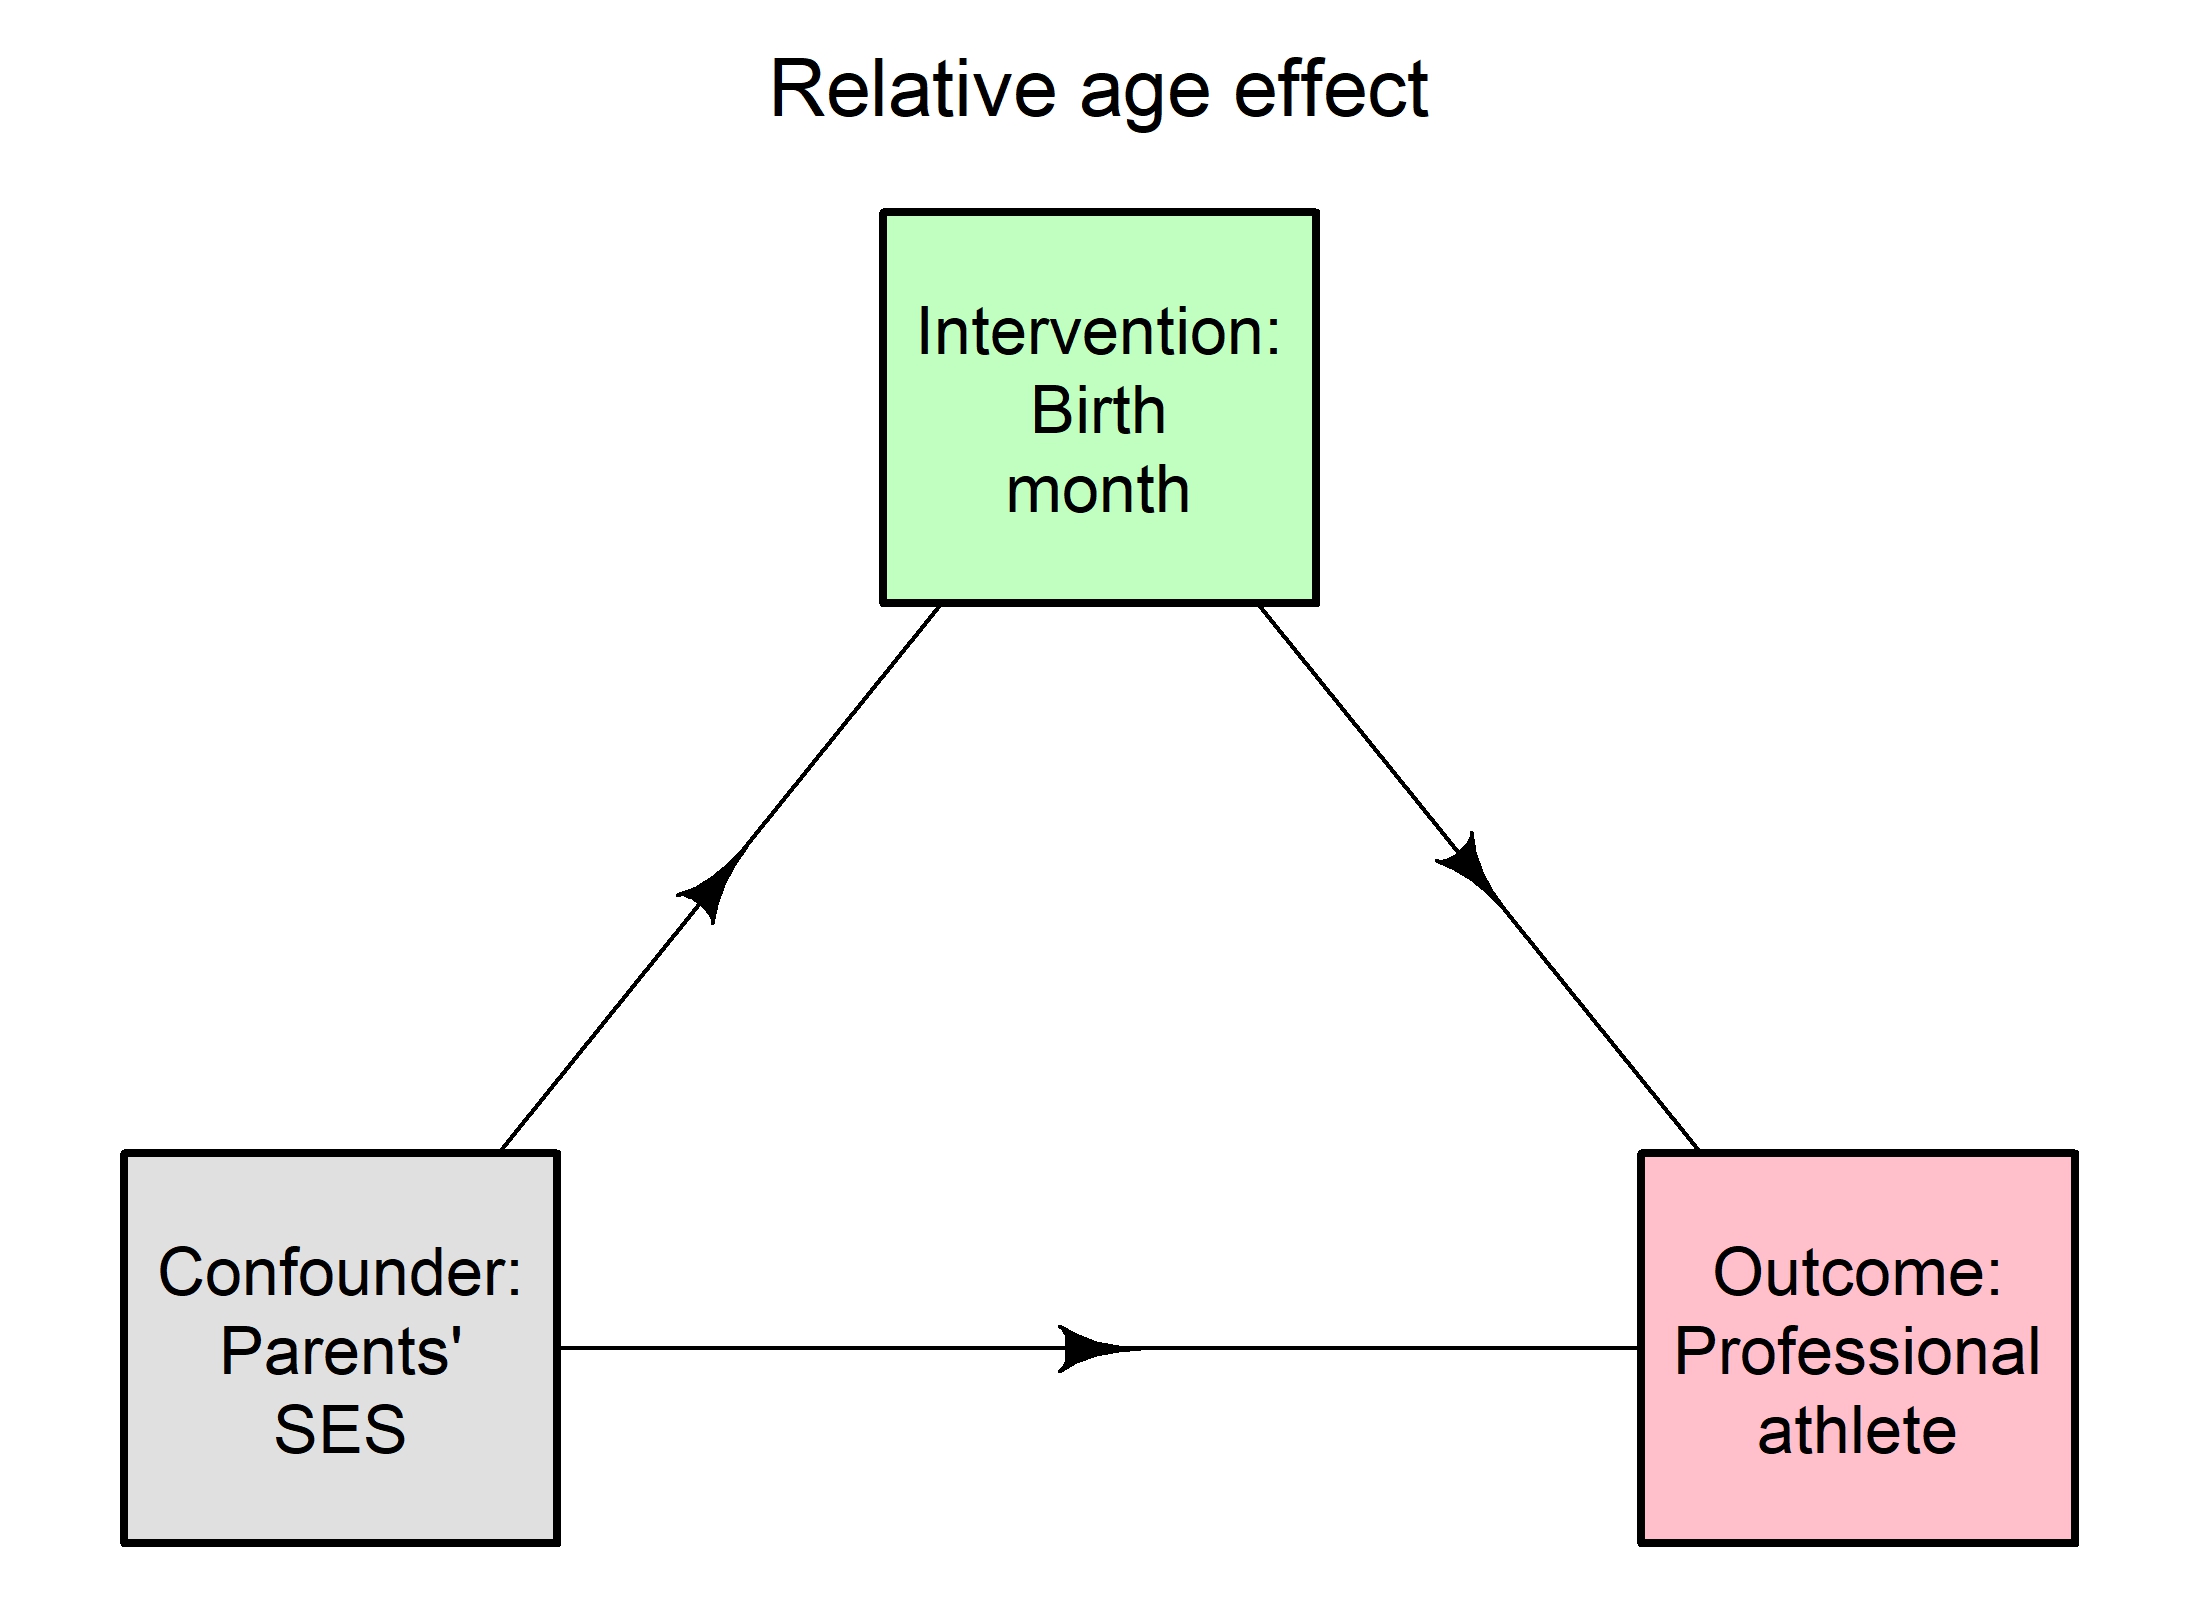 Relative age effect
Intervention:
Birth
month
Confounder:
Parents'
SES
Outcome:
Professional
athlete